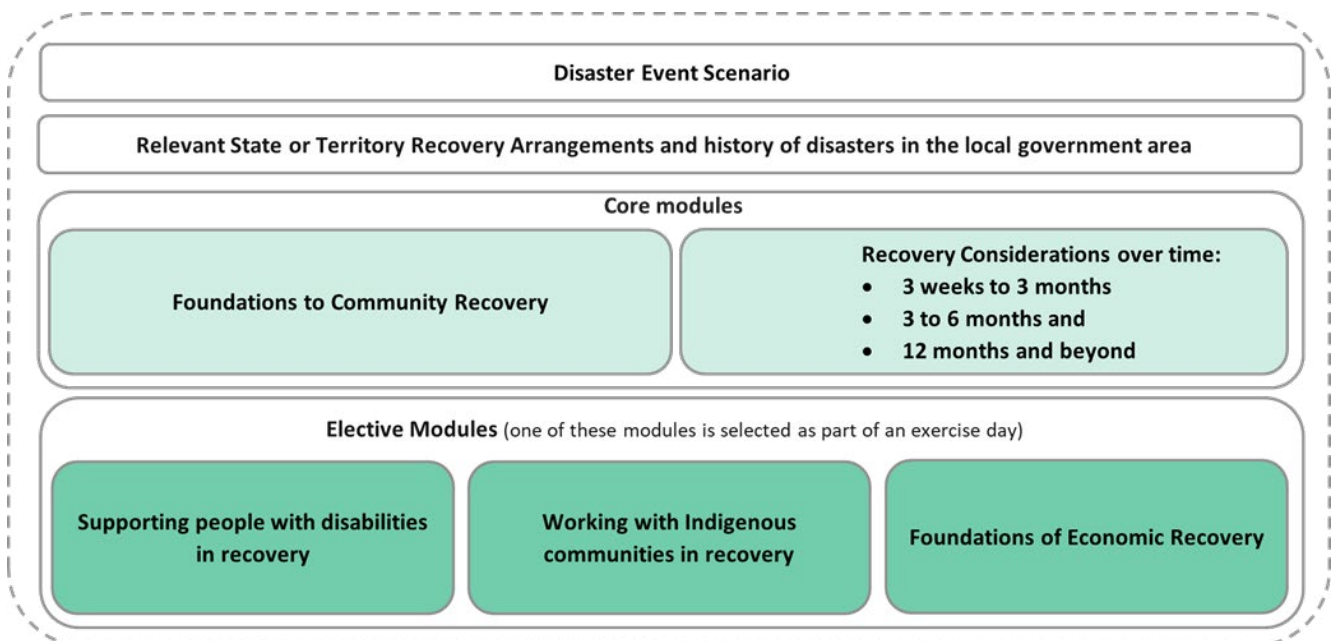 Disaster Event Scenario
Relevant State or Territory Recovery Arrangements and history of disasters in the local government area
Core modules
Foundations to Community Recovery
Recovery Considerations over time:
• 3 weeks to 3 months
• 3 to 6 months and
• 12 months and beyond
Elective Modules (one of these modules is selected as part of an exercise day)
Supporting people with disabilities
in recovery
Working with Indigenous
communities in recovery
Foundations of Economic Recovery